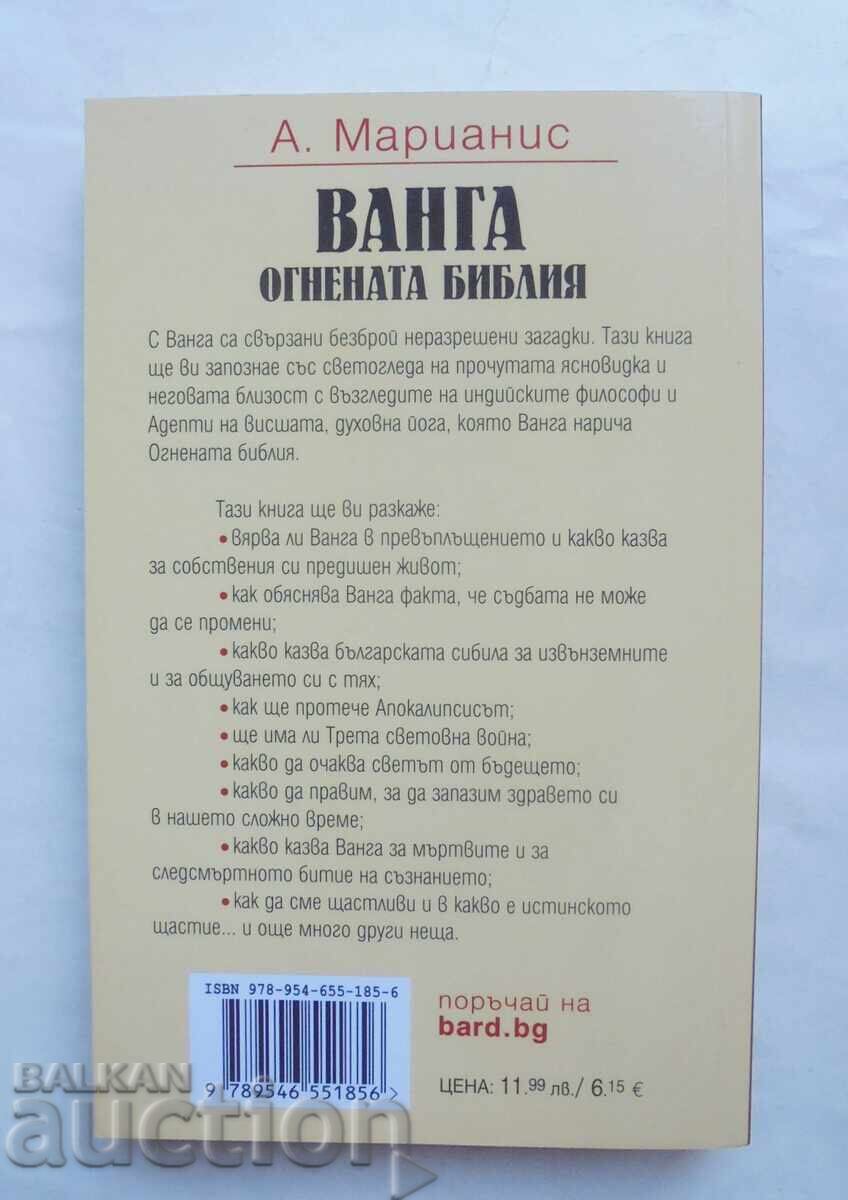 А. Марианис
ВАНГА
ОГНЕНАТА БИБЛИЯ
С Ванга са свързани безброй неразрешени загадки. Тази книга
ще ви запознае със светогледа на прочутата ясновидка и
неговата близост с възгледите на индийските философи и
Адепти на висшата, духовна йога, която Ванга нарича
Огнената библия.
Тази книга ще ви разкаже:
•вярва ли Ванга в превъплъщението и какво казва
за собствения си предишен живот;
•как обяснява Ванга факта, че съдбата не може
да се промени;
•какво казва българската сибила за извънземните
и за общуването си с тях;
•как ще протече Апокалипсисът;
•ще има ли Трета световна война;
•какво да очаква светът от бъдещето;
•какво да правим, за да запазим здравето си
в нашето сложно време;
•какво казва Ванга за мъртвите и за
следсмъртното битие на съзнанието;
•как да сме щастливи и в какво е истинското
щастие... и още много други неща.
ISBN 978-954-655-185-6
9 789546 551856 >
поръчай на
bard.bg
ЦЕНА: 11.99 лв./ 6.15 €
BALKAN
auction